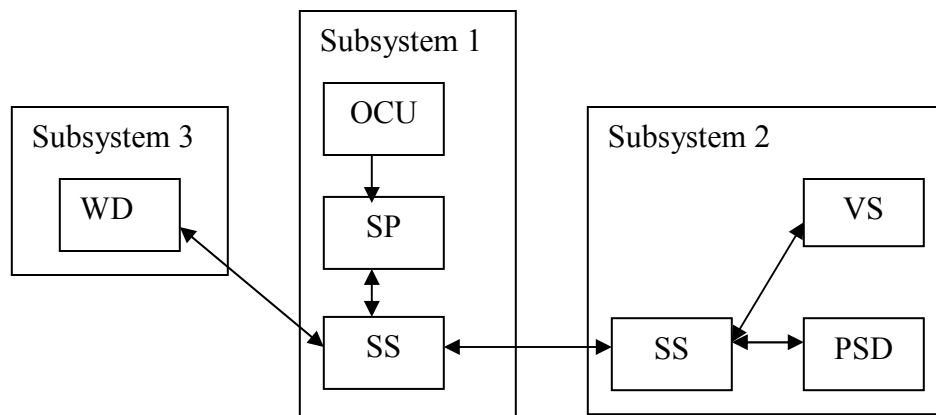 Subsystem 1
OCU
SP
SS
Subsystem 3
WD
Subsystem 2
VS
SS
PSD